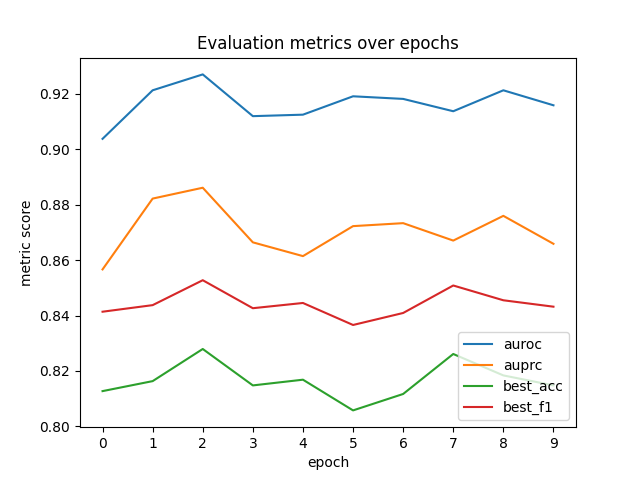 Evaluation metrics over epochs
metric score
0.92
0.90
0.88
0.86
0.84
0.82
0.80
0 1 2 3 4 5 6 7 8 9
epoch
auroc
auprc
best_acc
best_f1